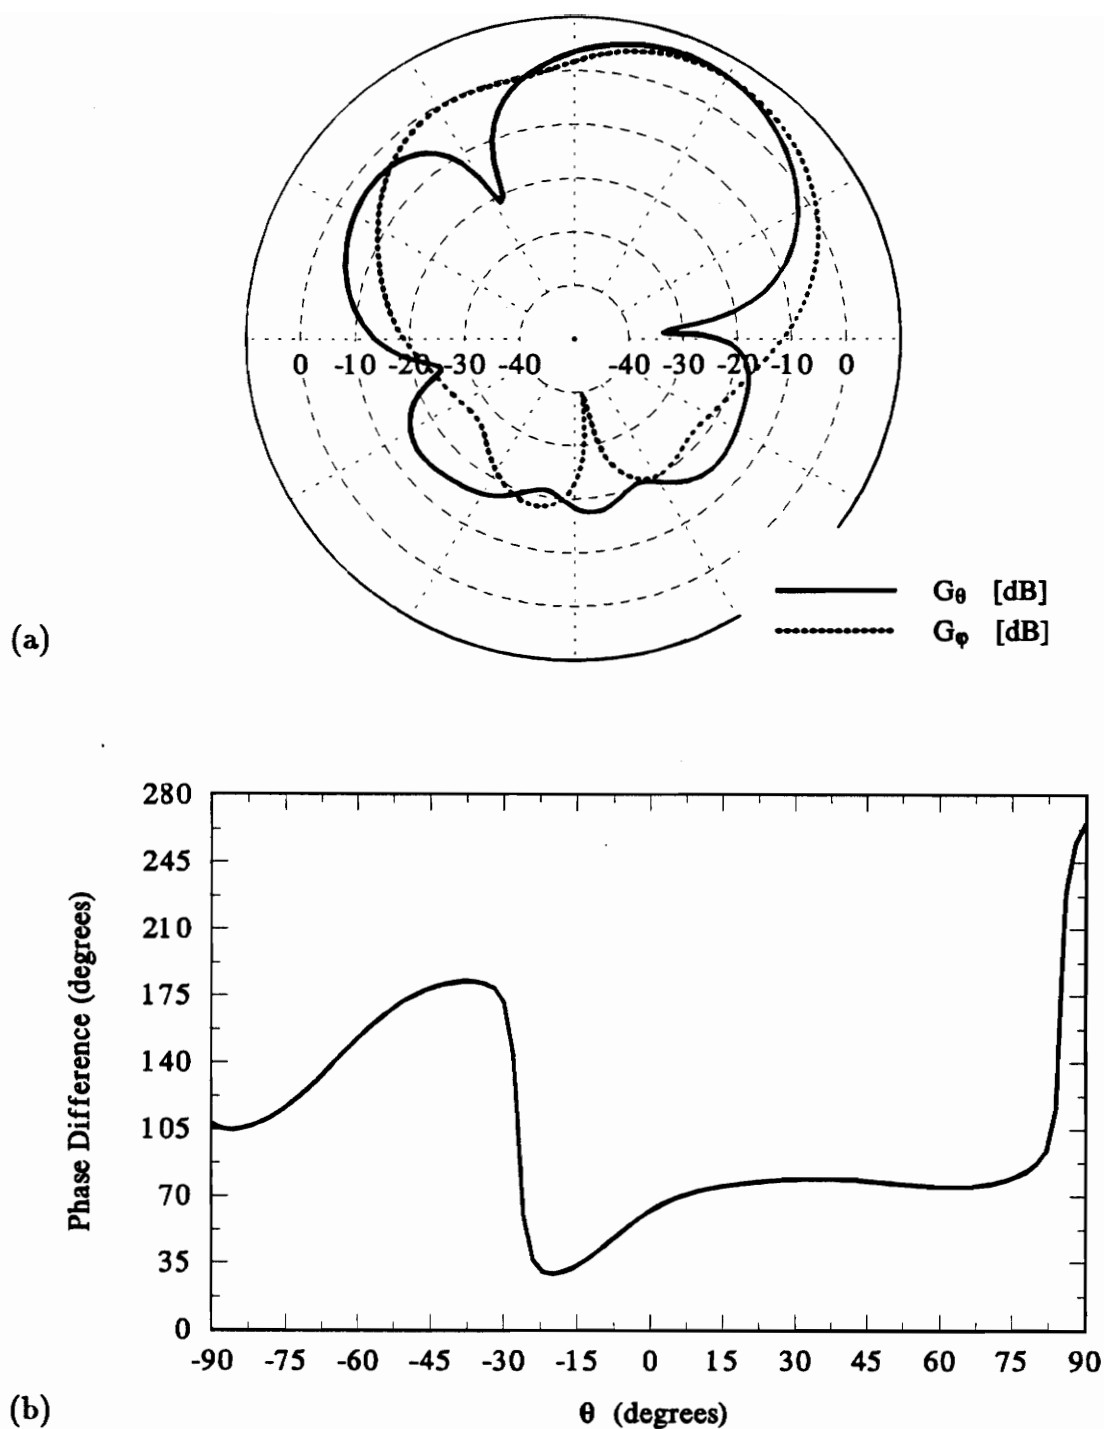 0 -10 -20 -30 -40 -40 -30 -20 -10 0
G_θ [dB]
G_φ [dB]
(a)
280
245
210
175
140
105
70
35
0
Phase Difference (degrees)
-90 -75 -60 -45 -30 -15 0 15 30 45 60 75 90
θ (degrees)
(b)